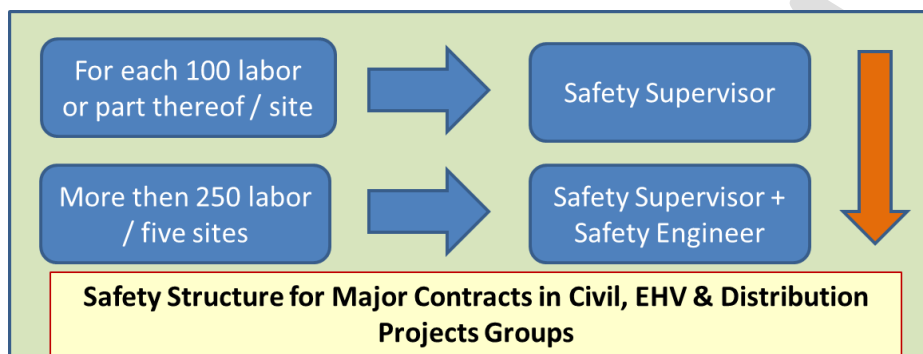 For each 100 labor
or part thereof / site
Safety Supervisor
More then 250 labor
/ five sites
Safety Supervisor +
Safety Engineer
Safety Structure for Major Contracts in Civil, EHV & Distribution
Projects Groups